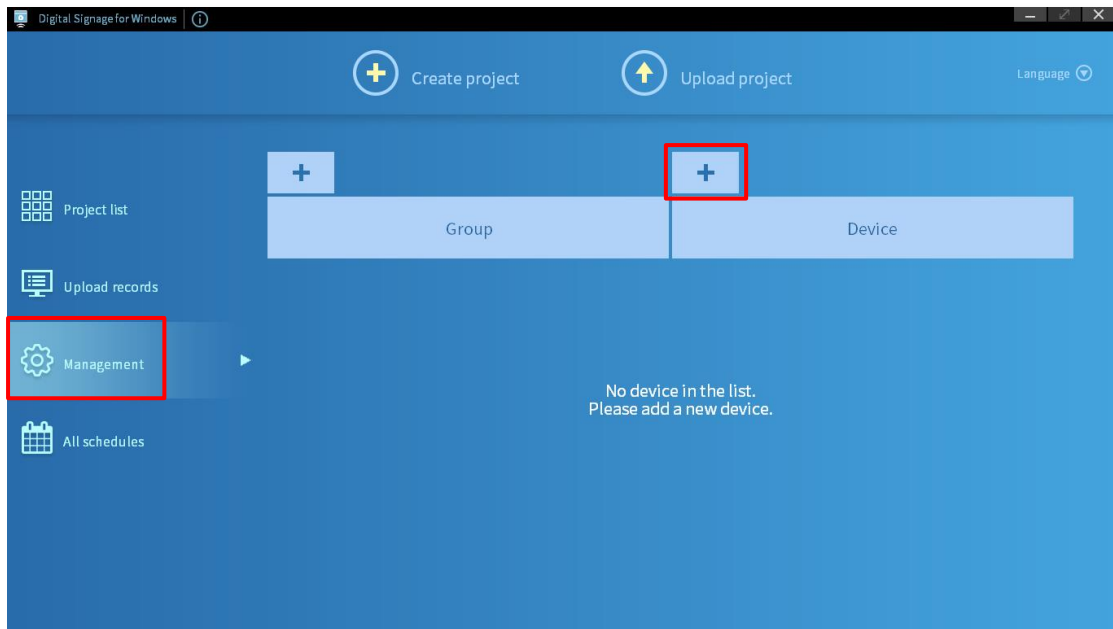 Digital Signage for Windows
Create project
Upload project
Language
Project list
Upload records
Management
All schedules
Group
Device
No device in the list.
Please add a new device.